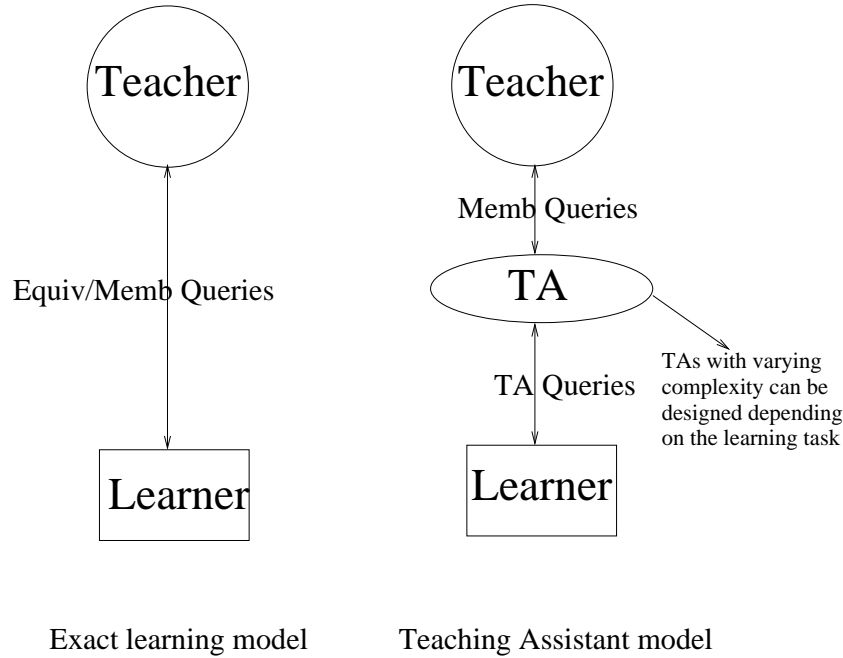 Teacher
Teacher
Memb Queries
Equiv/Memb Queries
TA
TA Queries
TAs with varying
complexity can be
designed depending
on the learning task
Learner
Learner
Exact learning model
Teaching Assistant model